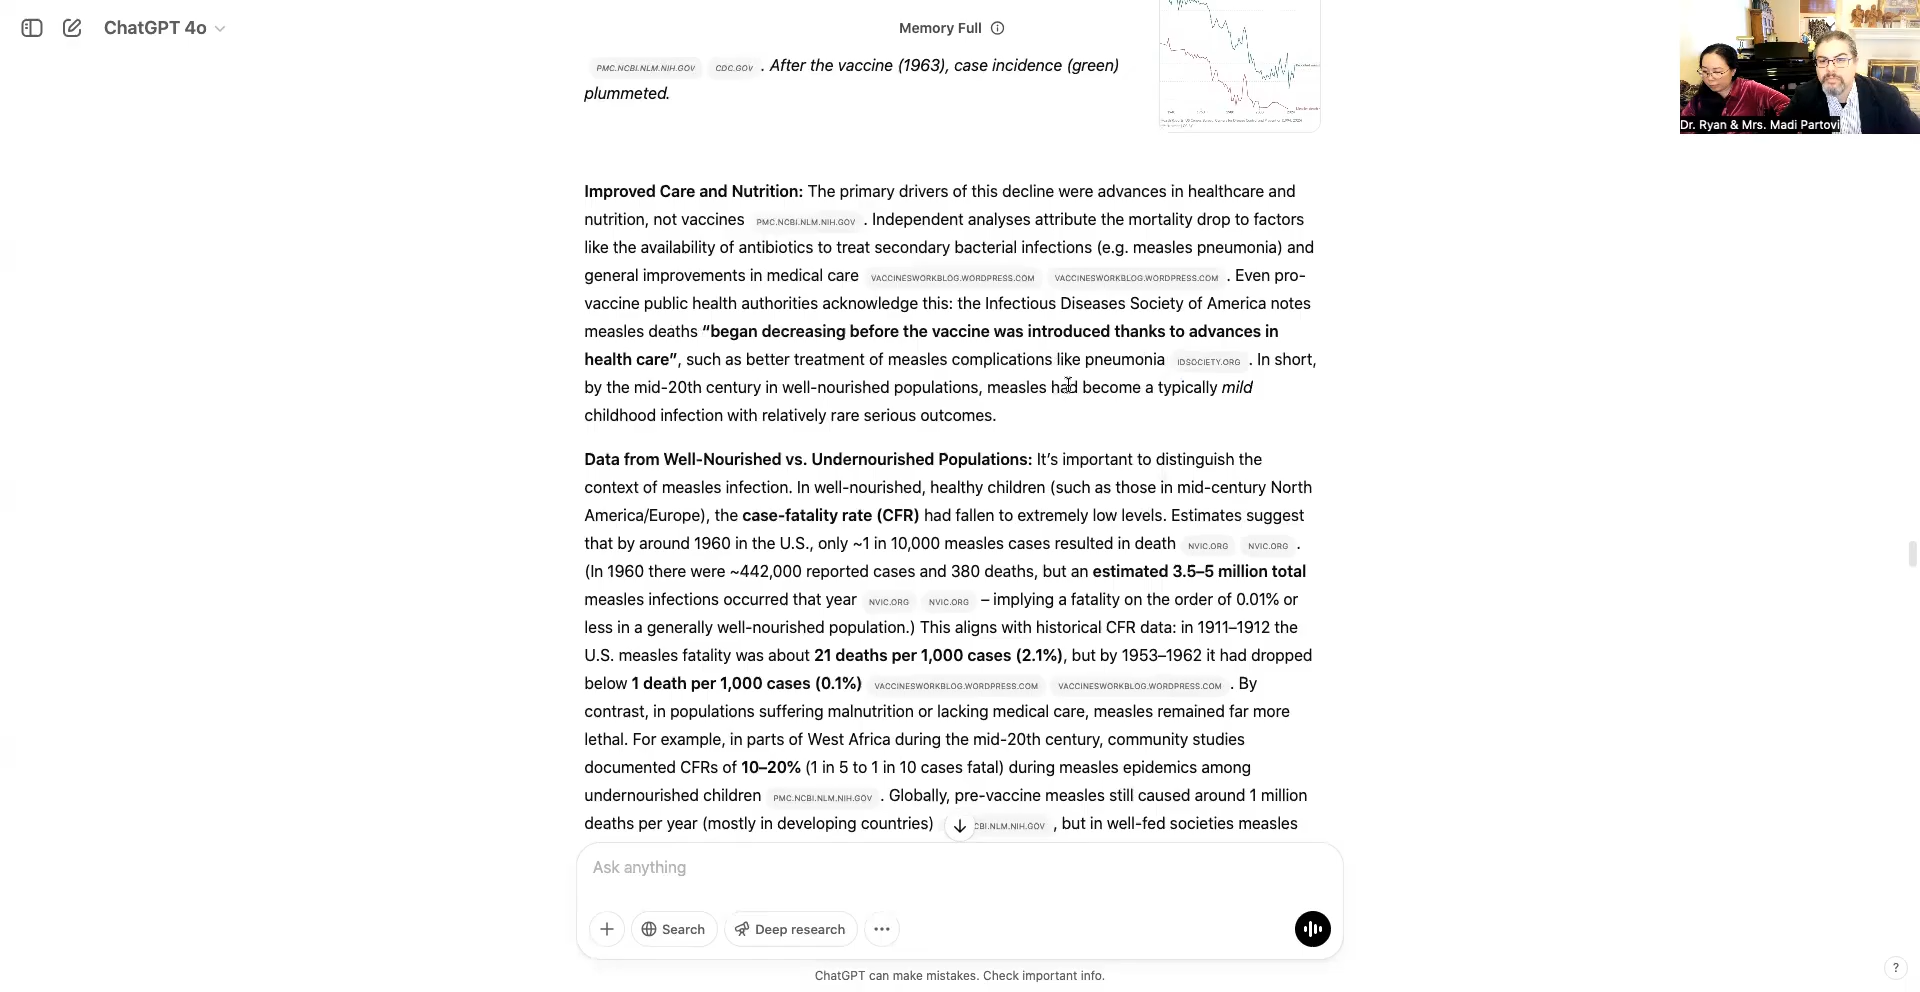 ChatGPT 4o
Memory Full
PMC.NCBI.NLM.NIH.GOV CDC.GOV . After the vaccine (1963), case incidence (green)
plummeted.
Dr. Ryan & Mrs. Madi Partovi
Improved Care and Nutrition: The primary drivers of this decline were advances in healthcare and
nutrition, not vaccines PMC.NCBI.NLM.NIH.GOV . Independent analyses attribute the mortality drop to factors
like the availability of antibiotics to treat secondary bacterial infections (e.g. measles pneumonia) and
general improvements in medical care VACCINESWORKBLOG.WORDPRESS.COM VACCINESWORKBLOG.WORDPRESS.COM . Even pro-
vaccine public health authorities acknowledge this: the Infectious Diseases Society of America notes
measles deaths “began decreasing before the vaccine was introduced thanks to advances in
health care”, such as better treatment of measles complications like pneumonia IDSOCIETY.ORG . In short,
by the mid-20th century in well-nourished populations, measles had become a typically mild
childhood infection with relatively rare serious outcomes.
Data from Well-Nourished vs. Undernourished Populations: It’s important to distinguish the
context of measles infection. In well-nourished, healthy children (such as those in mid-century North
America/Europe), the case-fatality rate (CFR) had fallen to extremely low levels. Estimates suggest
that by around 1960 in the U.S., only ~1 in 10,000 measles cases resulted in death NVIC.ORG NVIC.ORG .
(In 1960 there were ~442,000 reported cases and 380 deaths, but an estimated 3.5–5 million total
measles infections occurred that year NVIC.ORG NVIC.ORG – implying a fatality on the order of 0.01% or
less in a generally well-nourished population.) This aligns with historical CFR data: in 1911–1912 the
U.S. measles fatality was about 21 deaths per 1,000 cases (2.1%), but by 1953–1962 it had dropped
below 1 death per 1,000 cases (0.1%) VACCINESWORKBLOG.WORDPRESS.COM VACCINESWORKBLOG.WORDPRESS.COM . By
contrast, in populations suffering malnutrition or lacking medical care, measles remained far more
lethal. For example, in parts of West Africa during the mid-20th century, community studies
documented CFRs of 10–20% (1 in 5 to 1 in 10 cases fatal) during measles epidemics among
undernourished children PMC.NCBI.NLM.NIH.GOV . Globally, pre-vaccine measles still caused around 1 million
deaths per year (mostly in developing countries) CBI.NLM.NIH.GOV , but in well-fed societies measles
Ask anything
Search Deep research
ChatGPT can make mistakes. Check important info.
?